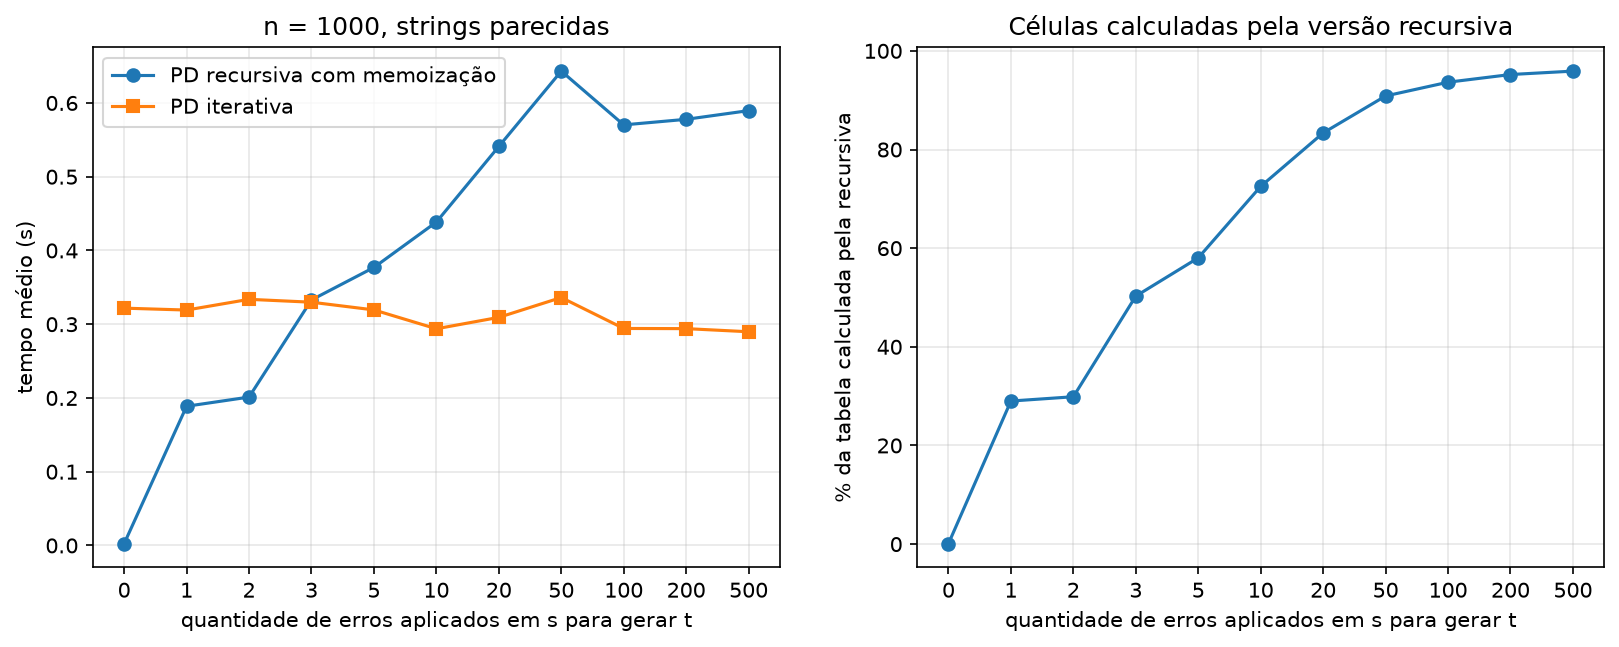 n = 1000, strings parecidas
PD recursiva com memoização
PD iterativa
tempo médio (s)
0.6
0.5
0.4
0.3
0.2
0.1
0.0
0 1 2 3 5 10 20 50 100 200 500
quantidade de erros aplicados em s para gerar t
Células calculadas pela versão recursiva
% da tabela calculada pela recursiva
100
80
60
40
20
0
0 1 2 3 5 10 20 50 100 200 500
quantidade de erros aplicados em s para gerar t